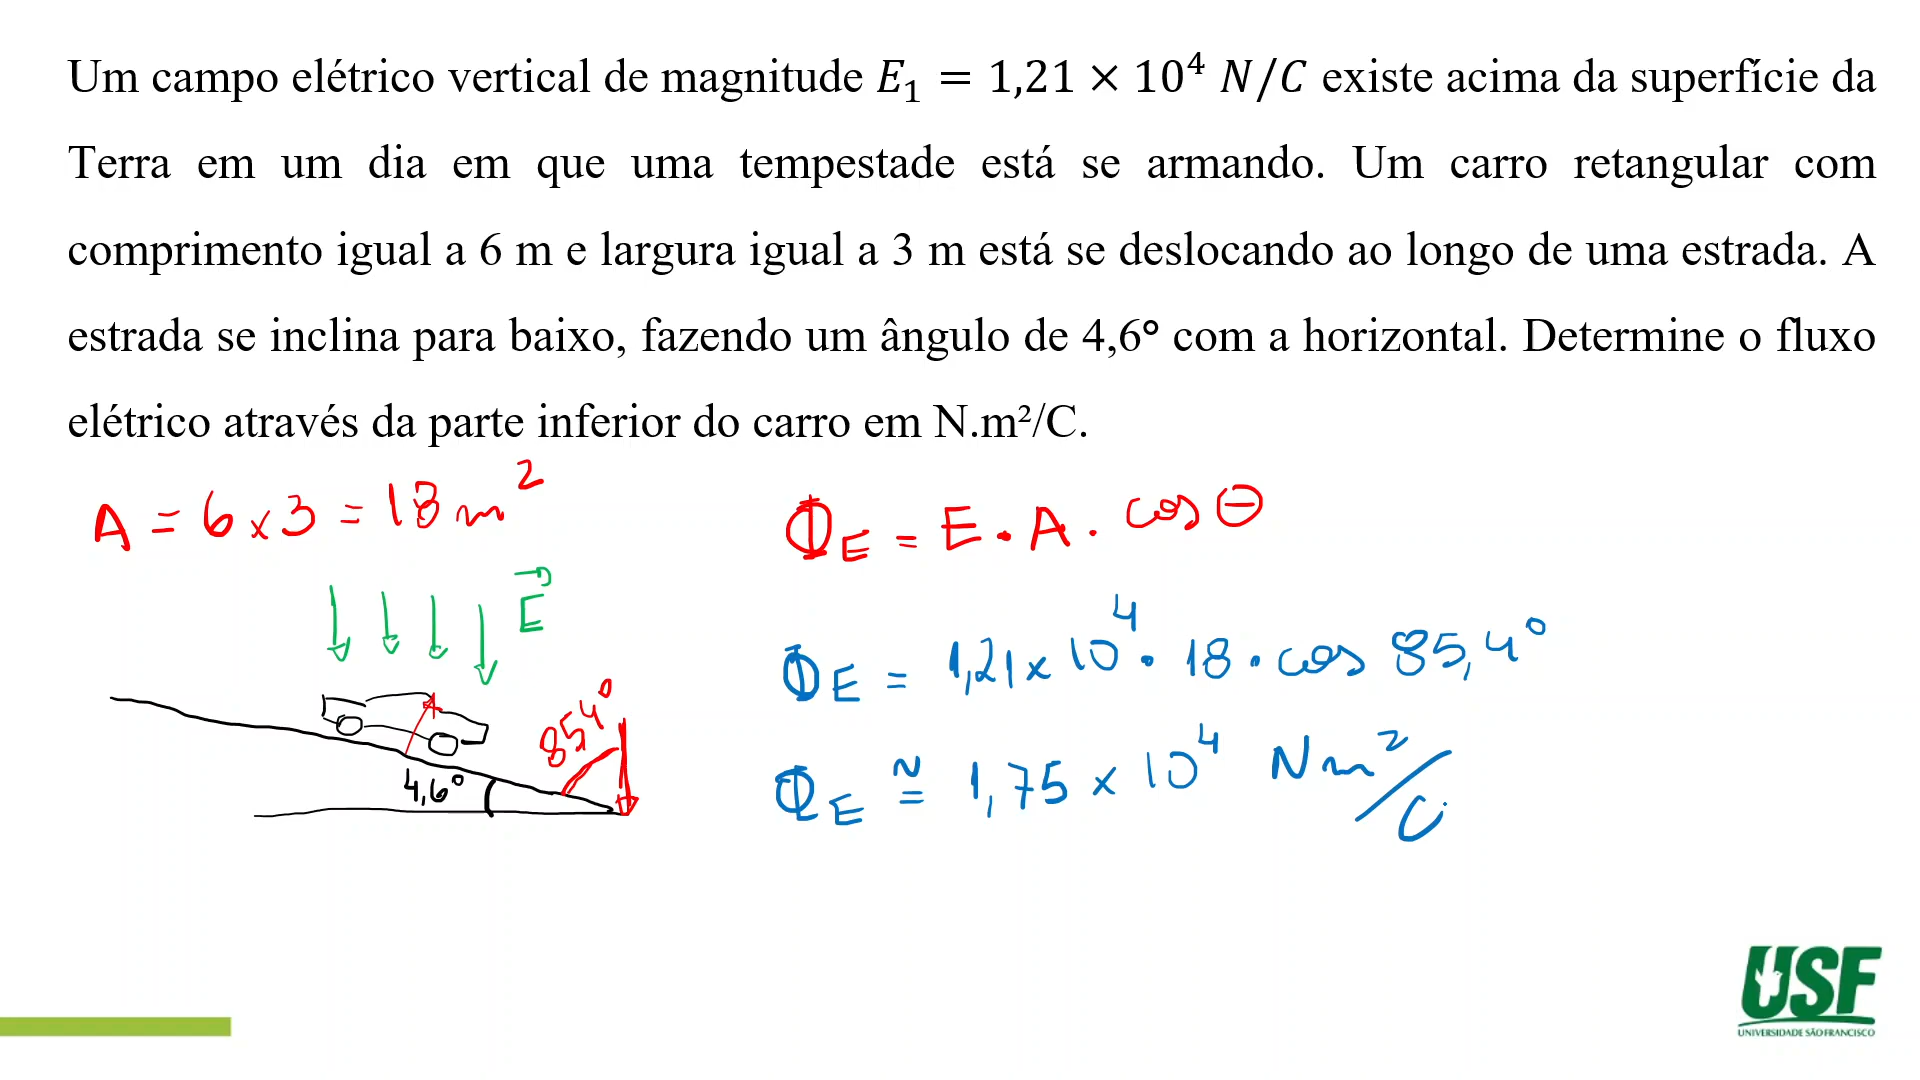 Um campo elétrico vertical de magnitude E₁ = 1,21 × 10⁴ N/C existe acima da superfície da
Terra em um dia em que uma tempestade está se armando. Um carro retangular com
comprimento igual a 6 m e largura igual a 3 m está se deslocando ao longo de uma estrada. A
estrada se inclina para baixo, fazendo um ângulo de 4,6° com a horizontal. Determine o fluxo
elétrico através da parte inferior do carro em N.m²/C.
A = 6 x 3 = 18 m²
E⃗
85,4°
4,6°
Φ_E = E . A . cos Θ
Φ_E = 1,21 x 10⁴ . 18 . cos 85,4°
Φ_E ≅ 1,75 x 10⁴ Nm²/C
USF
UNIVERSIDADE SÃO FRANCISCO